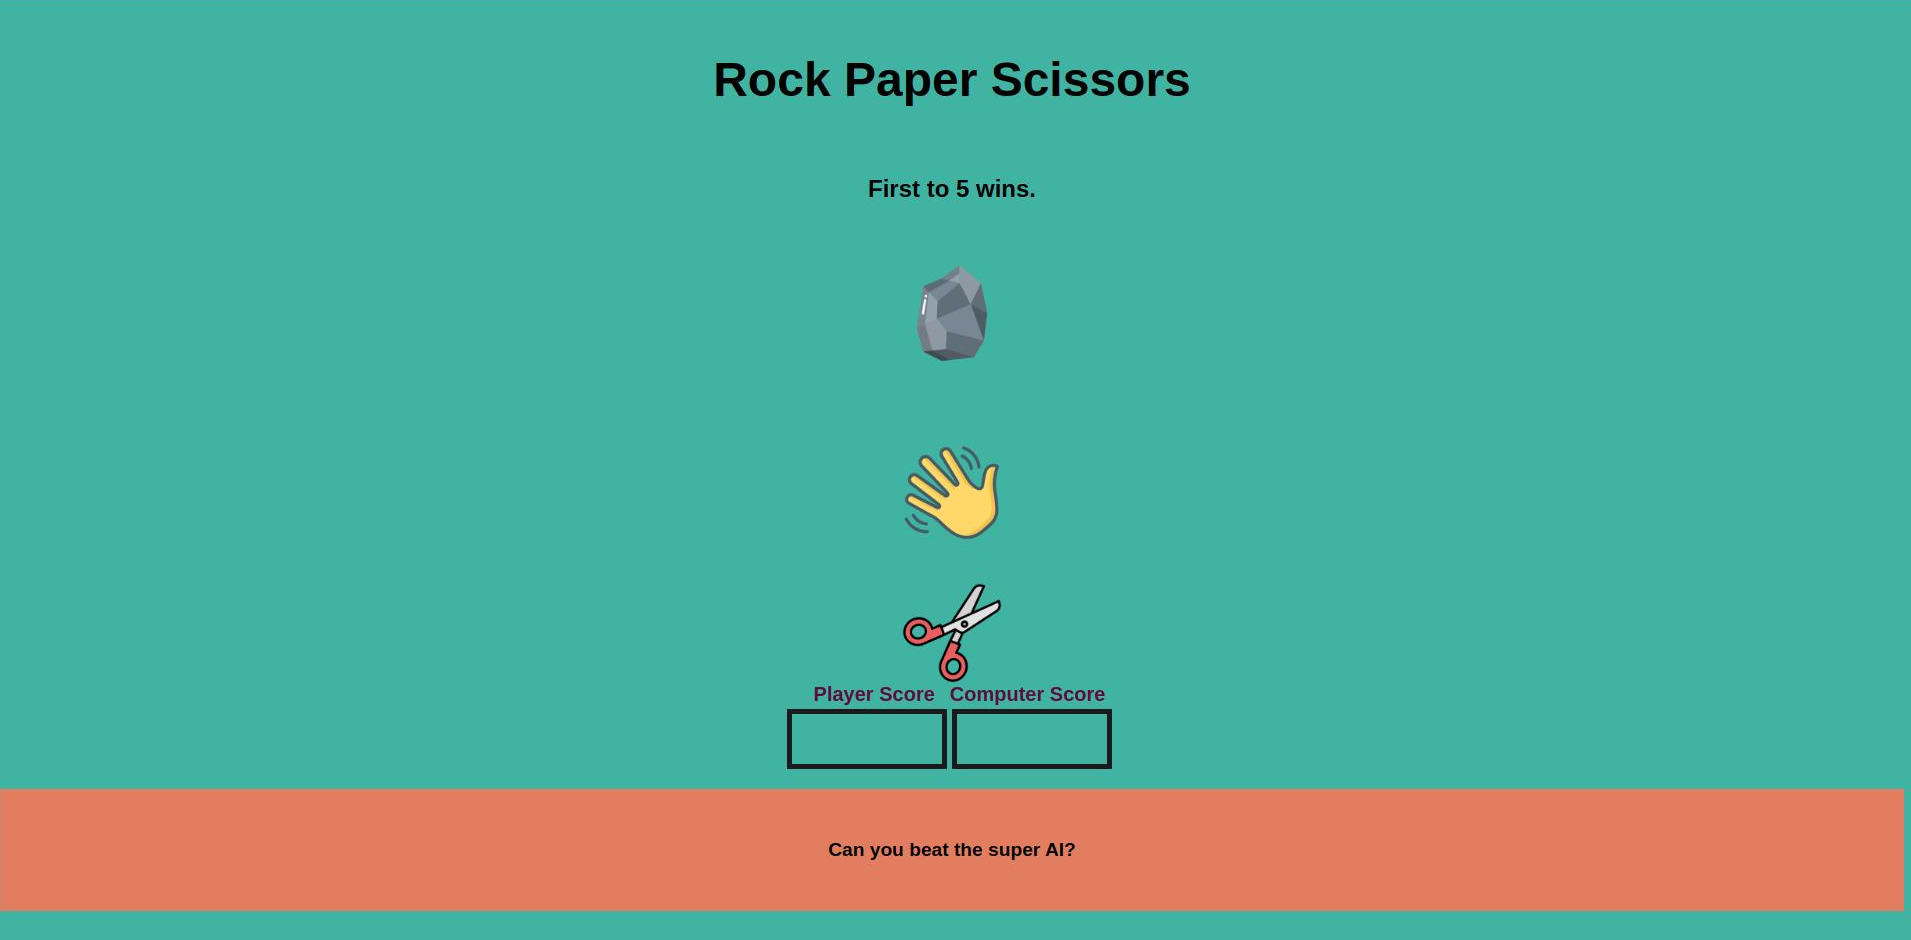 Rock Paper Scissors
First to 5 wins.
Player Score Computer Score
Can you beat the super AI?